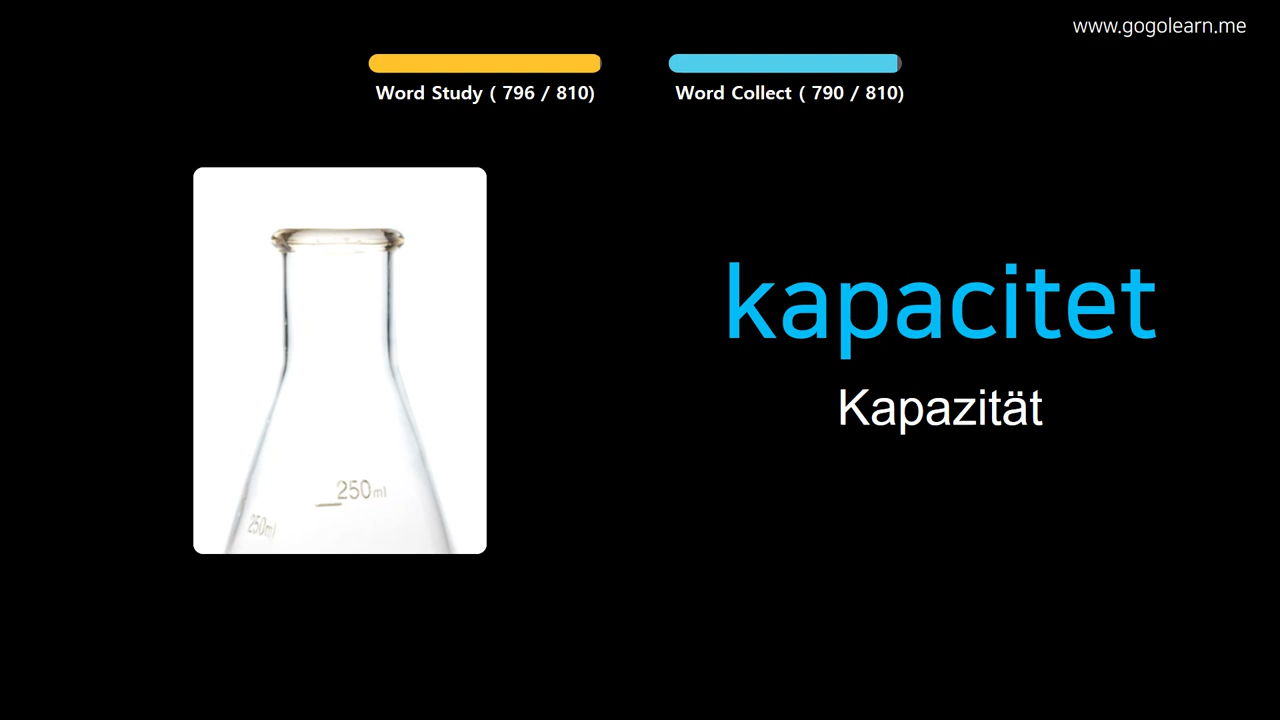 www.gogolearn.me
Word Study ( 796 / 810)
Word Collect ( 790 / 810)
kapacitet
Kapazität
250ml
250ml